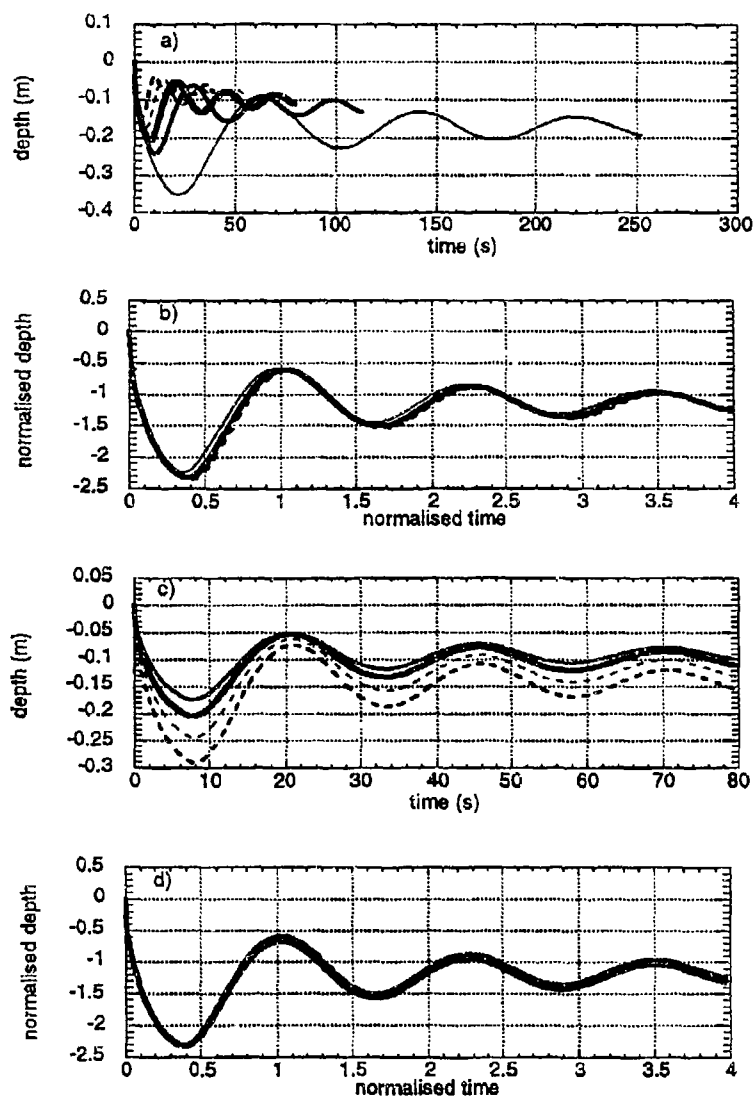 a)
depth (m)
0.1
0
-0.1
-0.2
-0.3
-0.4
0 50 100 150 200 250 300
time (s)
b)
normalised depth
0.5
0
-0.5
-1
-1.5
-2
-2.5
0 0.5 1 1.5 2 2.5 3 3.5 4
normalised time
c)
depth (m)
0.05
0
-0.05
-0.1
-0.15
-0.2
-0.25
-0.3
0 10 20 30 40 50 60 70 80
time (s)
d)
normalised depth
0.5
0
-0.5
-1
-1.5
-2
-2.5
0 0.5 1 1.5 2 2.5 3 3.5 4
normalised time